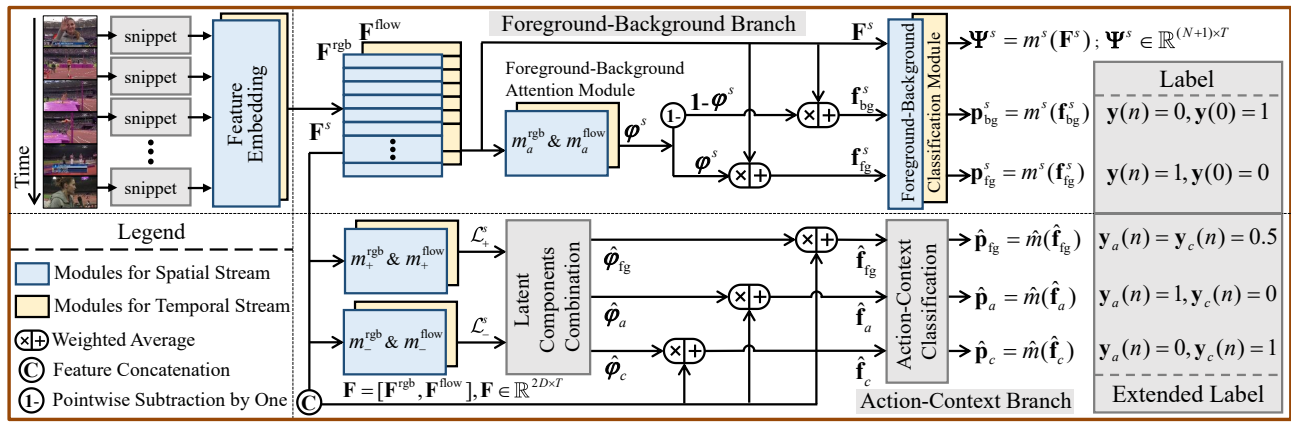 Time
snippet
snippet
snippet
snippet
Feature
Embedding
F^rgb
F^flow
F^s
Foreground-Background Branch
Foreground-Background
Attention Module
m_a^rgb & m_a^flow
φ^s
1-
1-φ^s
φ^s
F^s
f_bg^s
f_fg^s
Foreground-Background
Classification Module
Ψ^s = m^s(F^s) ; Ψ^s ∈ ℝ^{(N+1)×T}
p_bg^s = m^s(f_bg^s)
p_fg^s = m^s(f_fg^s)
Label
y(n) = 0, y(0) = 1
y(n) = 1, y(0) = 0
Legend
Modules for Spatial Stream
Modules for Temporal Stream
×+ Weighted Average
C Feature Concatenation
1- Pointwise Subtraction by One
m_+^rgb & m_+^flow
m_-^rgb & m_-^flow
ℒ_+^s
ℒ_-^s
Latent
Components
Combination
φ̂_fg
φ̂_a
φ̂_c
F = [F^rgb, F^flow], F ∈ ℝ^{2D×T}
C
f̂_fg
f̂_a
f̂_c
Action-Context
Classification
Action-Context Branch
p̂_fg = m̂(f̂_fg)
p̂_a = m̂(f̂_a)
p̂_c = m̂(f̂_c)
y_a(n) = y_c(n) = 0.5
y_a(n) = 1, y_c(n) = 0
y_a(n) = 0, y_c(n) = 1
Extended Label